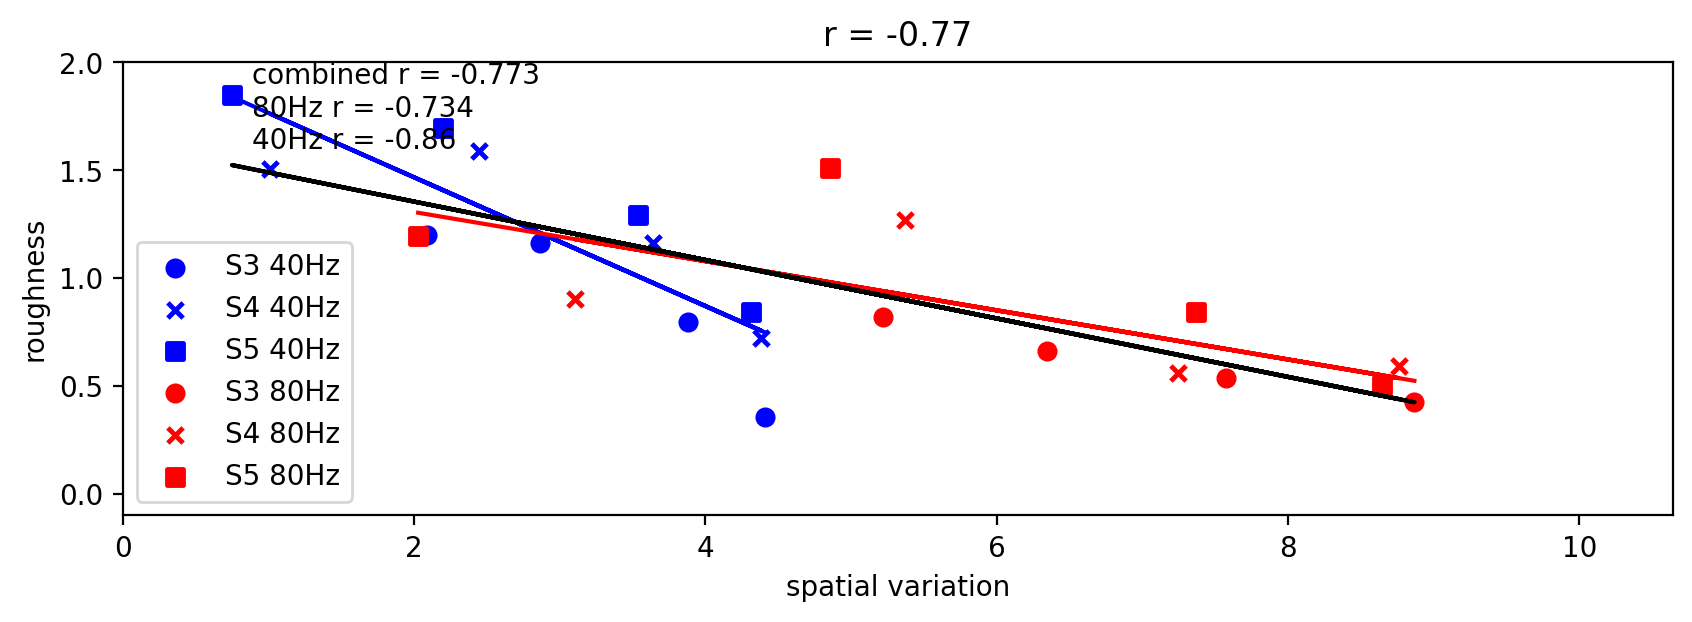 r = -0.77
combined r = -0.773
80Hz r = -0.734
40Hz r = -0.86
roughness
2.0
1.5
1.0
0.5
0.0
S3 40Hz
S4 40Hz
S5 40Hz
S3 80Hz
S4 80Hz
S5 80Hz
0 2 4 6 8 10
spatial variation